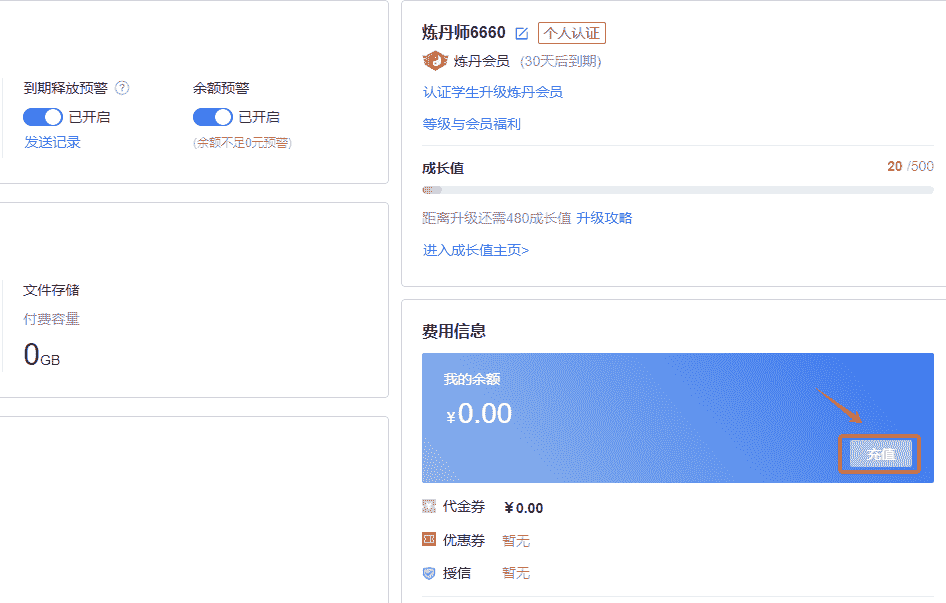 到期释放预警
余额预警
已开启
已开启
发送记录
(余额不足0元预警)
文件存储
付费容量
0GB
炼丹师6660
个人认证
炼丹会员 (30天后到期)
认证学生升级炼丹会员
等级与会员福利
成长值
20 /500
距离升级还需480成长值 升级攻略
进入成长值主页>
费用信息
我的余额
¥0.00
充值
代金券 ¥0.00
优惠券 暂无
授信 暂无